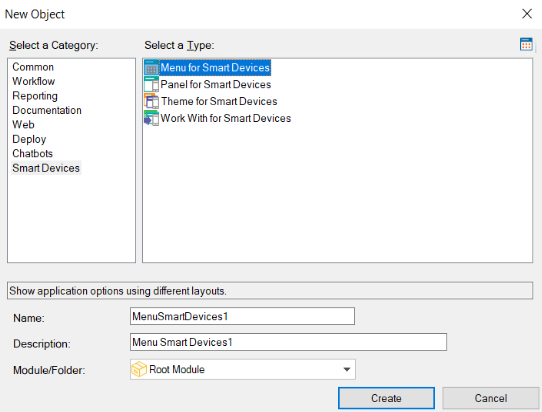 New Object
Select a Category:
Select a Type:
Common
Workflow
Reporting
Documentation
Web
Deploy
Chatbots
Smart Devices
Menu for Smart Devices
Panel for Smart Devices
Theme for Smart Devices
Work With for Smart Devices
Show application options using different layouts.
Name:
MenuSmartDevices1
Description:
Menu Smart Devices1
Module/Folder:
Root Module
Create
Cancel